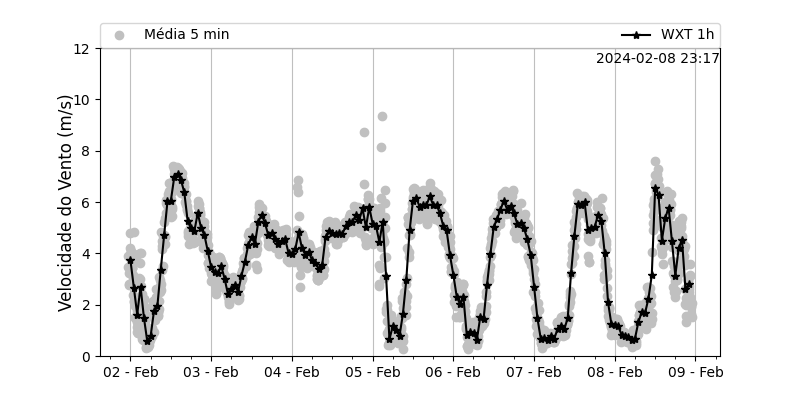 Média 5 min WXT 1h
2024-02-08 23:17
Velocidade do Vento (m/s)
12
10
8
6
4
2
0
02 - Feb 03 - Feb 04 - Feb 05 - Feb 06 - Feb 07 - Feb 08 - Feb 09 - Feb